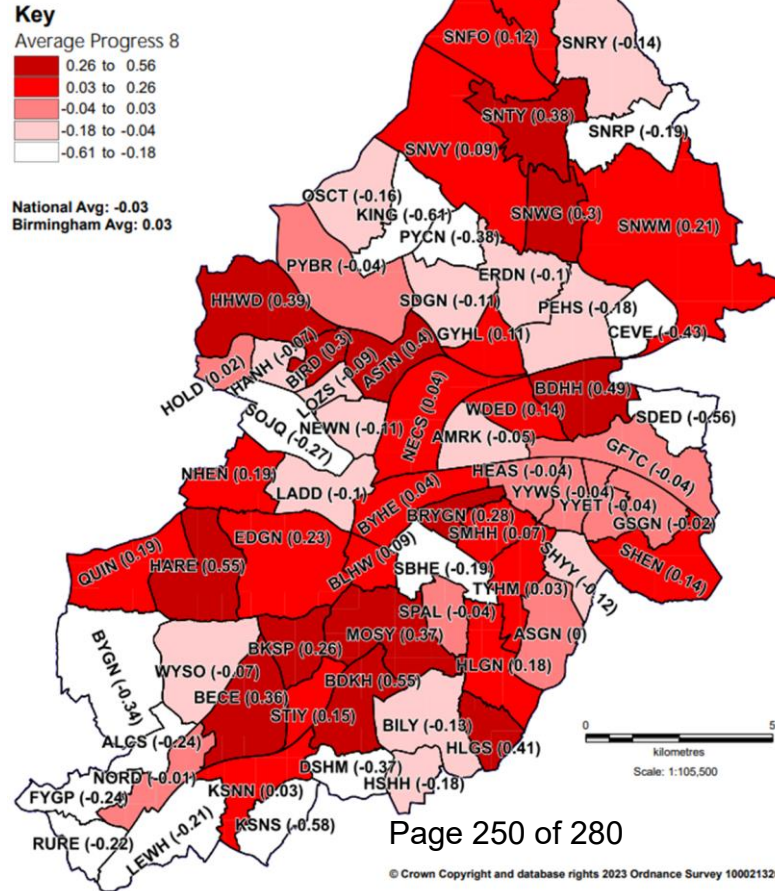 Key
Average Progress 8
0.26 to 0.56
0.03 to 0.26
-0.04 to 0.03
-0.18 to -0.04
-0.61 to -0.18
National Avg: -0.03
Birmingham Avg: 0.03
SNFO (0.12)
SNRY (-0.14)
SNTY (0.38)
SNRP (-0.19)
SNVY (0.09)
OSCT (-0.16)
KING (-0.61)
SNWG (0.3)
SNWM (0.21)
PYCN (-0.38)
PYBR (-0.04)
ERDN (-0.1)
HHWD (0.39)
SDGN (-0.11)
PEHS (-0.18)
GYHL (0.11)
CEVE (-0.43)
HOLD (0.02)
HANH (-0.07)
BIRD (0.3)
LOZS (-0.09)
ASTN (0.4)
BDHH (0.49)
NECS (0.04)
WDED (0.14)
SDED (-0.56)
SOJQ (-0.27)
NEWN (-0.11)
AMRK (-0.05)
GFTC (-0.04)
NHEN (0.19)
HEAS (-0.04)
LADD (-0.1)
YYWS (-0.04)
YYET (-0.04)
BYHE (0.04)
BRYGN (0.28)
GSGN (-0.02)
SMHH (0.07)
EDGN (0.23)
QUIN (0.19)
HARE (0.55)
BLHW (0.09)
SBHE (-0.19)
SHYY (-0.12)
SHEN (0.14)
TYHM (0.03)
SPAL (-0.04)
MOSY (0.37)
ASGN (0)
BKSP (0.26)
BYGN (-0.34)
WYSO (-0.07)
HLGN (0.18)
BDKH (0.55)
BECE (0.36)
STIY (0.15)
BILY (-0.13)
ALCS (-0.24)
HLGS (0.41)
DSHM (-0.37)
NORD (-0.01)
HSHH (-0.18)
KSNN (0.03)
FYGP (-0.24)
KSNS (-0.58)
LEWH (-0.21)
RURE (-0.22)
0
5
kilometres
Scale: 1:105,500
Page 250 of 280
© Crown Copyright and database rights 2023 Ordnance Survey 10002132